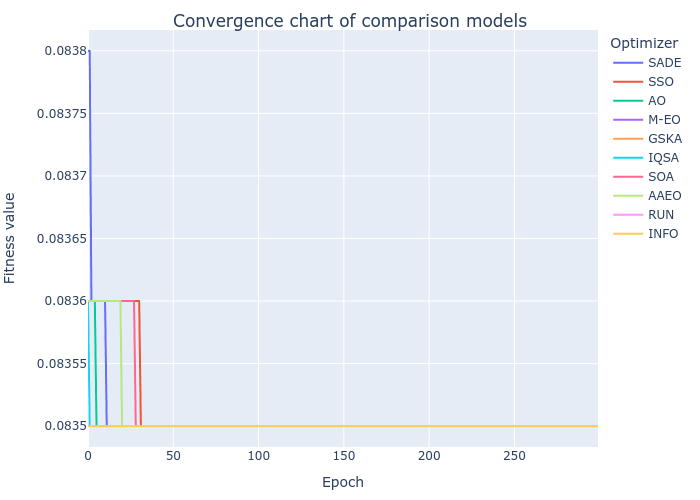 Convergence chart of comparison models
Optimizer
SADE
SSO
AO
M-EO
GSKA
IQSA
SOA
AAEO
RUN
INFO
Fitness value
0.0838
0.08375
0.0837
0.08365
0.0836
0.08355
0.0835
0
50
100
150
200
250
Epoch